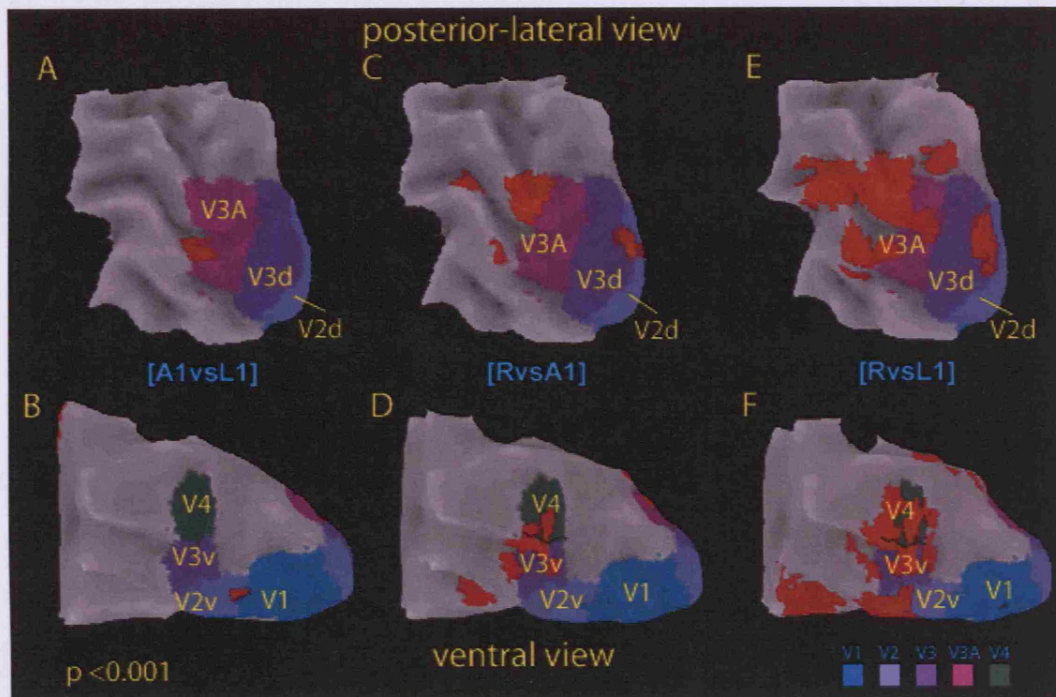 posterior-lateral view
A
C
E
V3A
V3d
V2d
V3A
V3d
V2d
V3A
V3d
V2d
[A1vsL1]
[RvsA1]
[RvsL1]
B
D
F
V4
V3v
V2v
V1
V4
V3v
V2v
V1
V4
V3v
V2v
V1
p <0.001
ventral view
V1 V2 V3 V3A V4